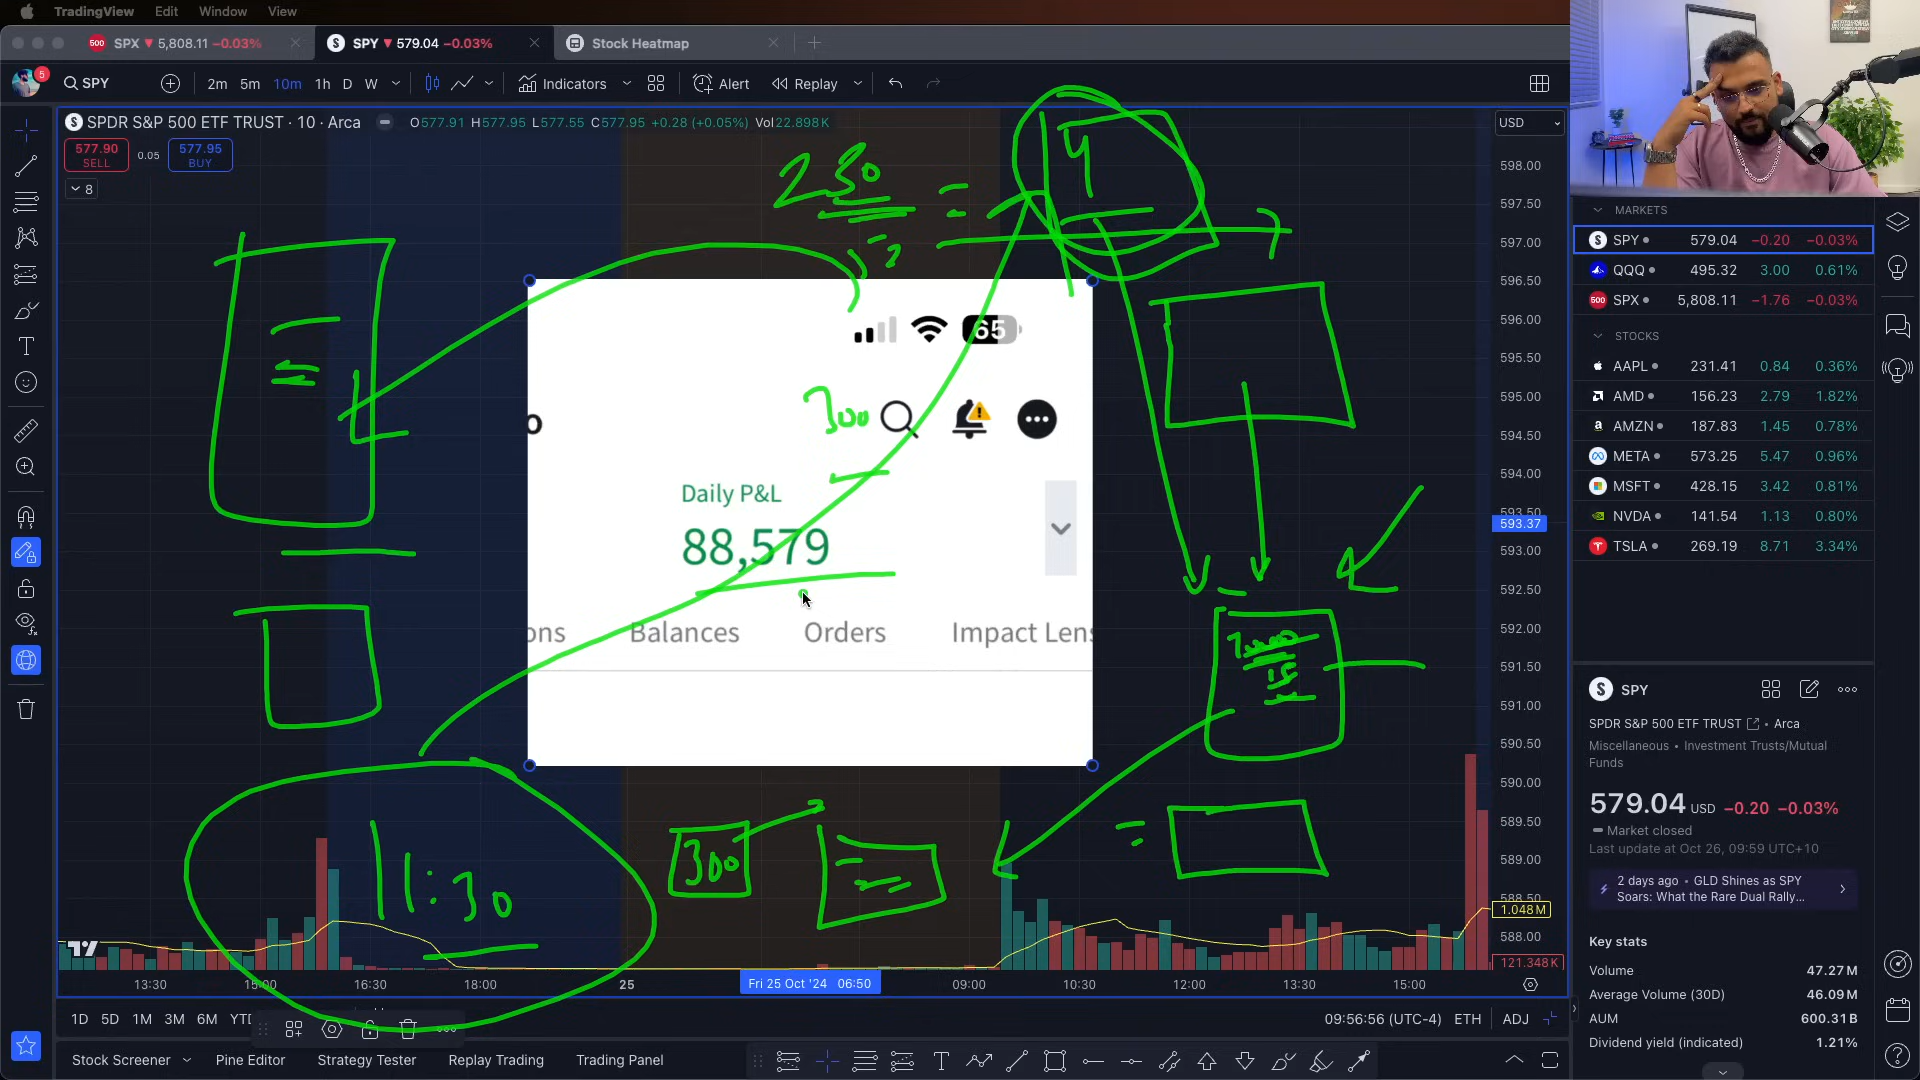 TradingView Edit Window View
SPX 5,808.11 −0.03%
SPY 579.04 −0.03%
Stock Heatmap
5 SPY 2m 5m 10m 1h D W Indicators Alert Replay
SPDR S&P 500 ETF TRUST · 10 · Arca O577.91 H577.95 L577.55 C577.95 +0.28 (+0.05%) Vol22.898K
577.90 SELL 0.05 577.95 BUY
8
USD
598.00
597.50
597.00
596.50
596.00
595.50
595.00
594.50
594.00
593.50
593.37
593.00
592.50
592.00
591.50
591.00
590.50
590.00
589.50
589.00
588.50
1.048M
588.00
121.348K
230 = 4
65
300
Daily P&L
88,579
ons Balances Orders Impact Lens
15
11:30
300
13:30 15:00 16:30 18:00 25 Fri 25 Oct '24 06:50 09:00 10:30 12:00 13:30 15:00
1D 5D 1M 3M 6M YTD
09:56:56 (UTC-4) ETH ADJ
Stock Screener Pine Editor Strategy Tester Replay Trading Trading Panel
MARKETS
SPY 579.04 −0.20 −0.03%
QQQ 495.32 3.00 0.61%
500 SPX 5,808.11 −1.76 −0.03%
STOCKS
AAPL 231.41 0.84 0.36%
AMD 156.23 2.79 1.82%
AMZN 187.83 1.45 0.78%
META 573.25 5.47 0.96%
MSFT 428.15 3.42 0.81%
NVDA 141.54 1.13 0.80%
TSLA 269.19 8.71 3.34%
SPY
SPDR S&P 500 ETF TRUST • Arca
Miscellaneous • Investment Trusts/Mutual
Funds
579.04 USD −0.20 −0.03%
Market closed
Last update at Oct 26, 09:59 UTC+10
2 days ago • GLD Shines as SPY
Soars: What the Rare Dual Rally...
Key stats
Volume 47.27M
Average Volume (30D) 46.09M
AUM 600.31B
Dividend yield (indicated) 1.21%